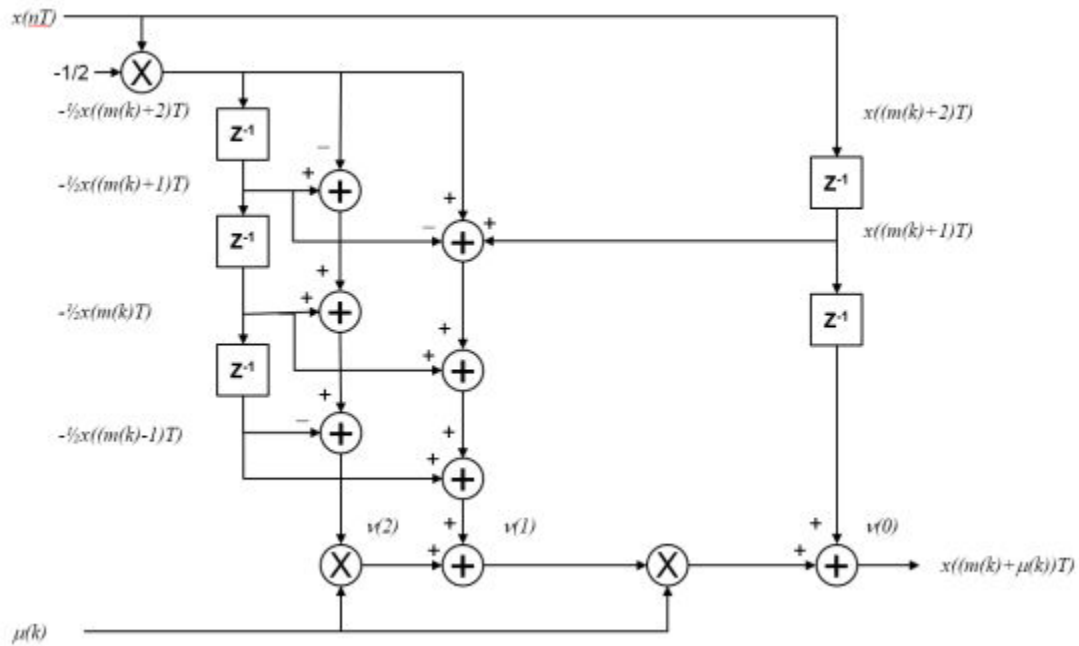 x(nT)
-1/2
X
-½x((m(k)+2)T)
x((m(k)+2)T)
Z-1
–
-½x((m(k)+1)T)
+
+
Z-1
+
+
x((m(k)+1)T)
–
+
Z-1
+
-½x(m(k)T)
+
+
Z-1
+
+
+
Z-1
+
-½x((m(k)-1)T)
–
+
+
+
+
v(2)
+
v(1)
+
v(0)
X
+
+
X
+
+
x((m(k)+μ(k))T)
μ(k)